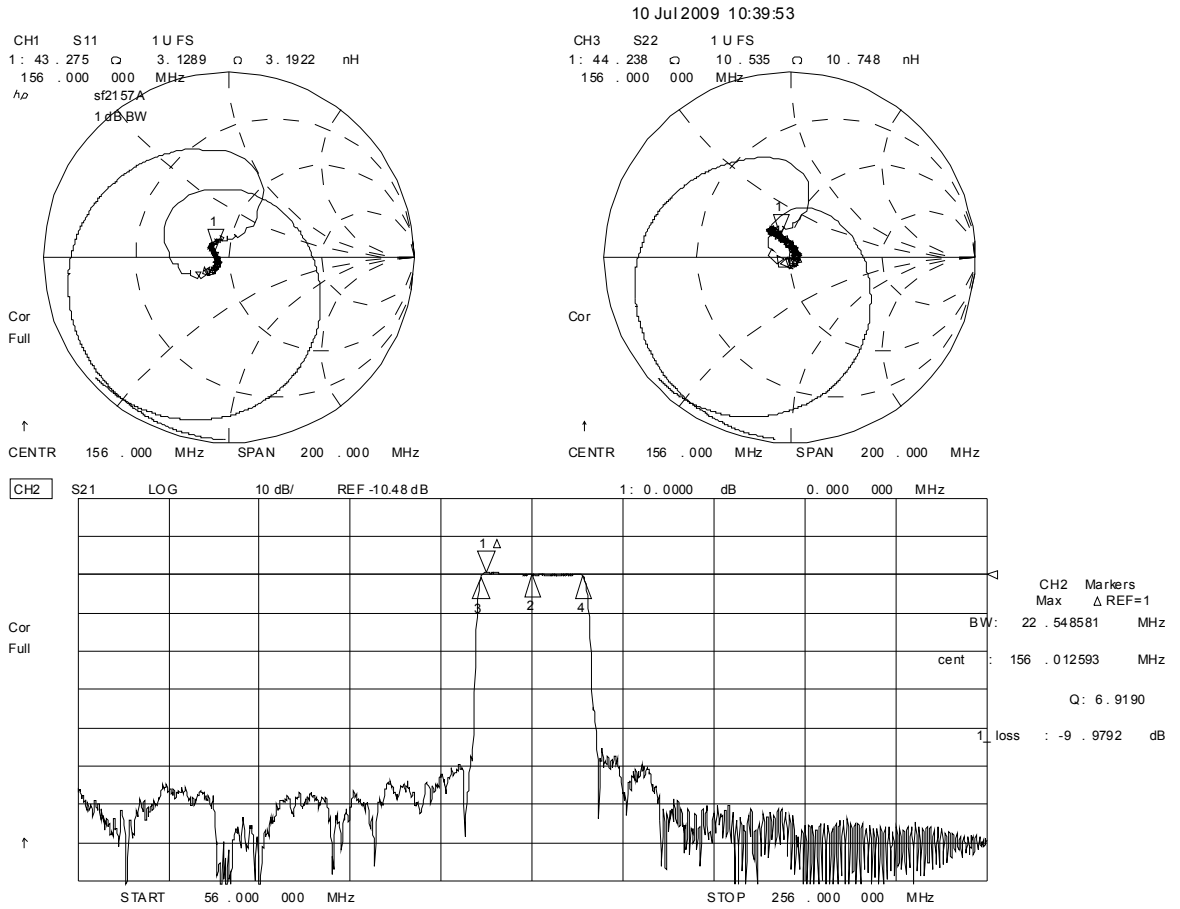 10 Jul 2009 10:39:53
CH1 S11 1 U FS
1: 43 .275 Ω 3.1289 Ω 3.1922 nH
156 .000 000 MHz
hp
sf2157A
1 dB BW
1
Cor
Full
↑
CENTR 156 .000 MHz SPAN 200 .000 MHz
CH3 S22 1 U FS
1: 44 .238 Ω 10 .535 Ω 10 .748 nH
156 .000 000 MHz
1
Cor
↑
CENTR 156 .000 MHz SPAN 200 .000 MHz
CH2 S21 LOG 10 dB/ REF -10.48 dB 1: 0.0000 dB 0.000 000 MHz
1 Δ
3 2 4
Cor
Full
↑
CH2 Markers
Max Δ REF=1
BW: 22 .548581 MHz
cent : 156 .012593 MHz
Q: 6 .9190
1_ loss : -9 .9792 dB
START 56 .000 000 MHz STOP 256 .000 000 MHz